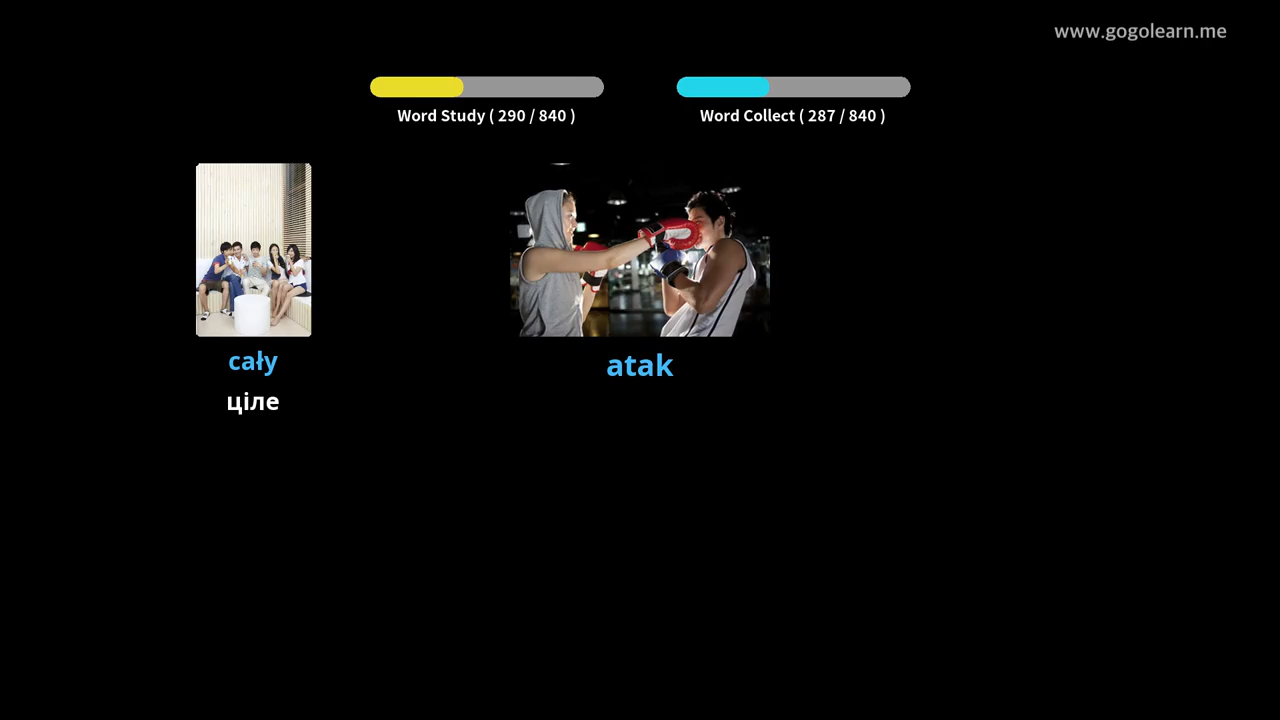 www.gogolearn.me
Word Study ( 290 / 840 )
Word Collect ( 287 / 840 )
cały
ціле
atak